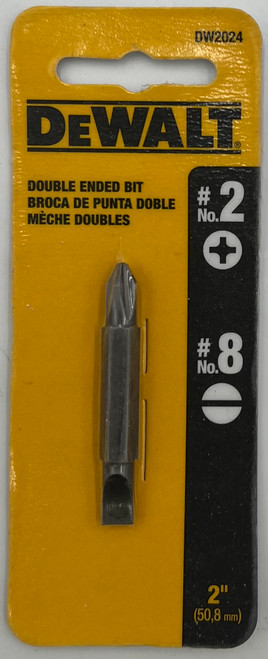 DW2024
DEWALT®
DOUBLE ENDED BIT
BROCA DE PUNTA DOBLE
MÈCHE DOUBLES
# No. 2
# No. 8
2"
(50,8 mm)